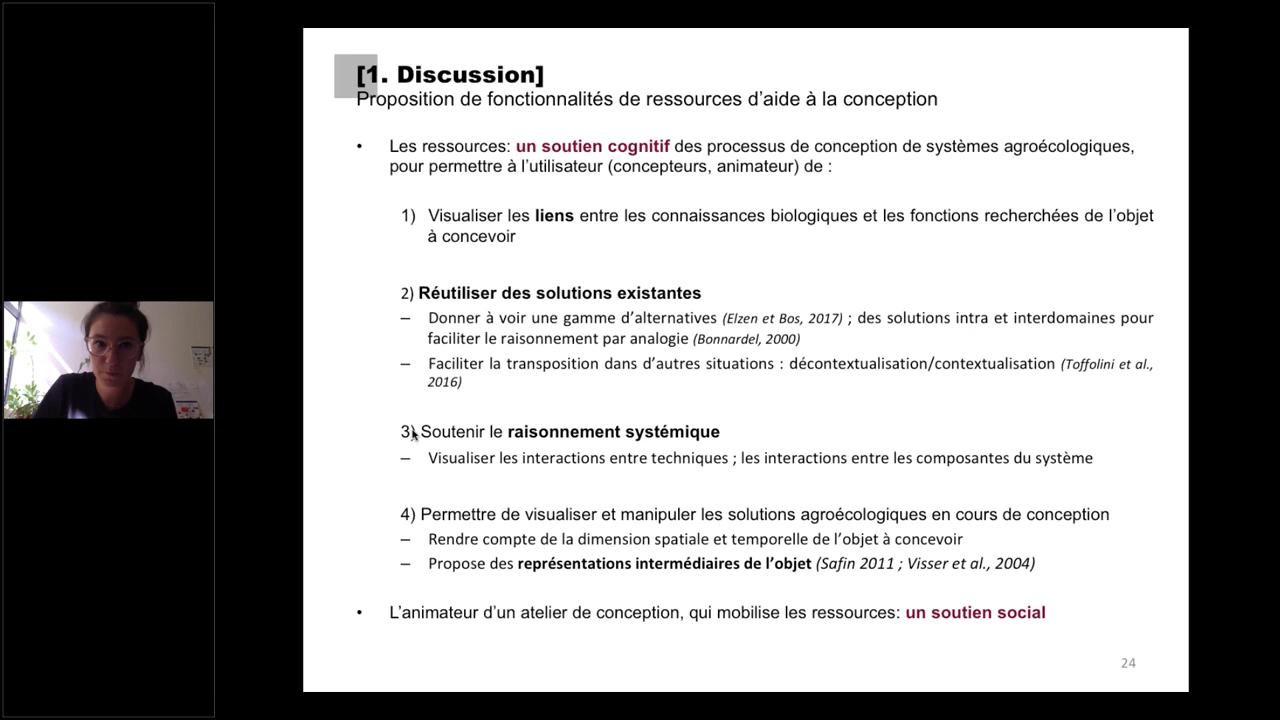 [1. Discussion]
Proposition de fonctionnalités de ressources d’aide à la conception
• Les ressources: un soutien cognitif des processus de conception de systèmes agroécologiques,
pour permettre à l’utilisateur (concepteurs, animateur) de :
1) Visualiser les liens entre les connaissances biologiques et les fonctions recherchées de l’objet
à concevoir
2) Réutiliser des solutions existantes
– Donner à voir une gamme d’alternatives (Elzen et Bos, 2017) ; des solutions intra et interdomaines pour
faciliter le raisonnement par analogie (Bonnardel, 2000)
– Faciliter la transposition dans d’autres situations : décontextualisation/contextualisation (Toffolini et al.,
2016)
3) Soutenir le raisonnement systémique
– Visualiser les interactions entre techniques ; les interactions entre les composantes du système
4) Permettre de visualiser et manipuler les solutions agroécologiques en cours de conception
– Rendre compte de la dimension spatiale et temporelle de l’objet à concevoir
– Propose des représentations intermédiaires de l’objet (Safin 2011 ; Visser et al., 2004)
• L’animateur d’un atelier de conception, qui mobilise les ressources: un soutien social
24